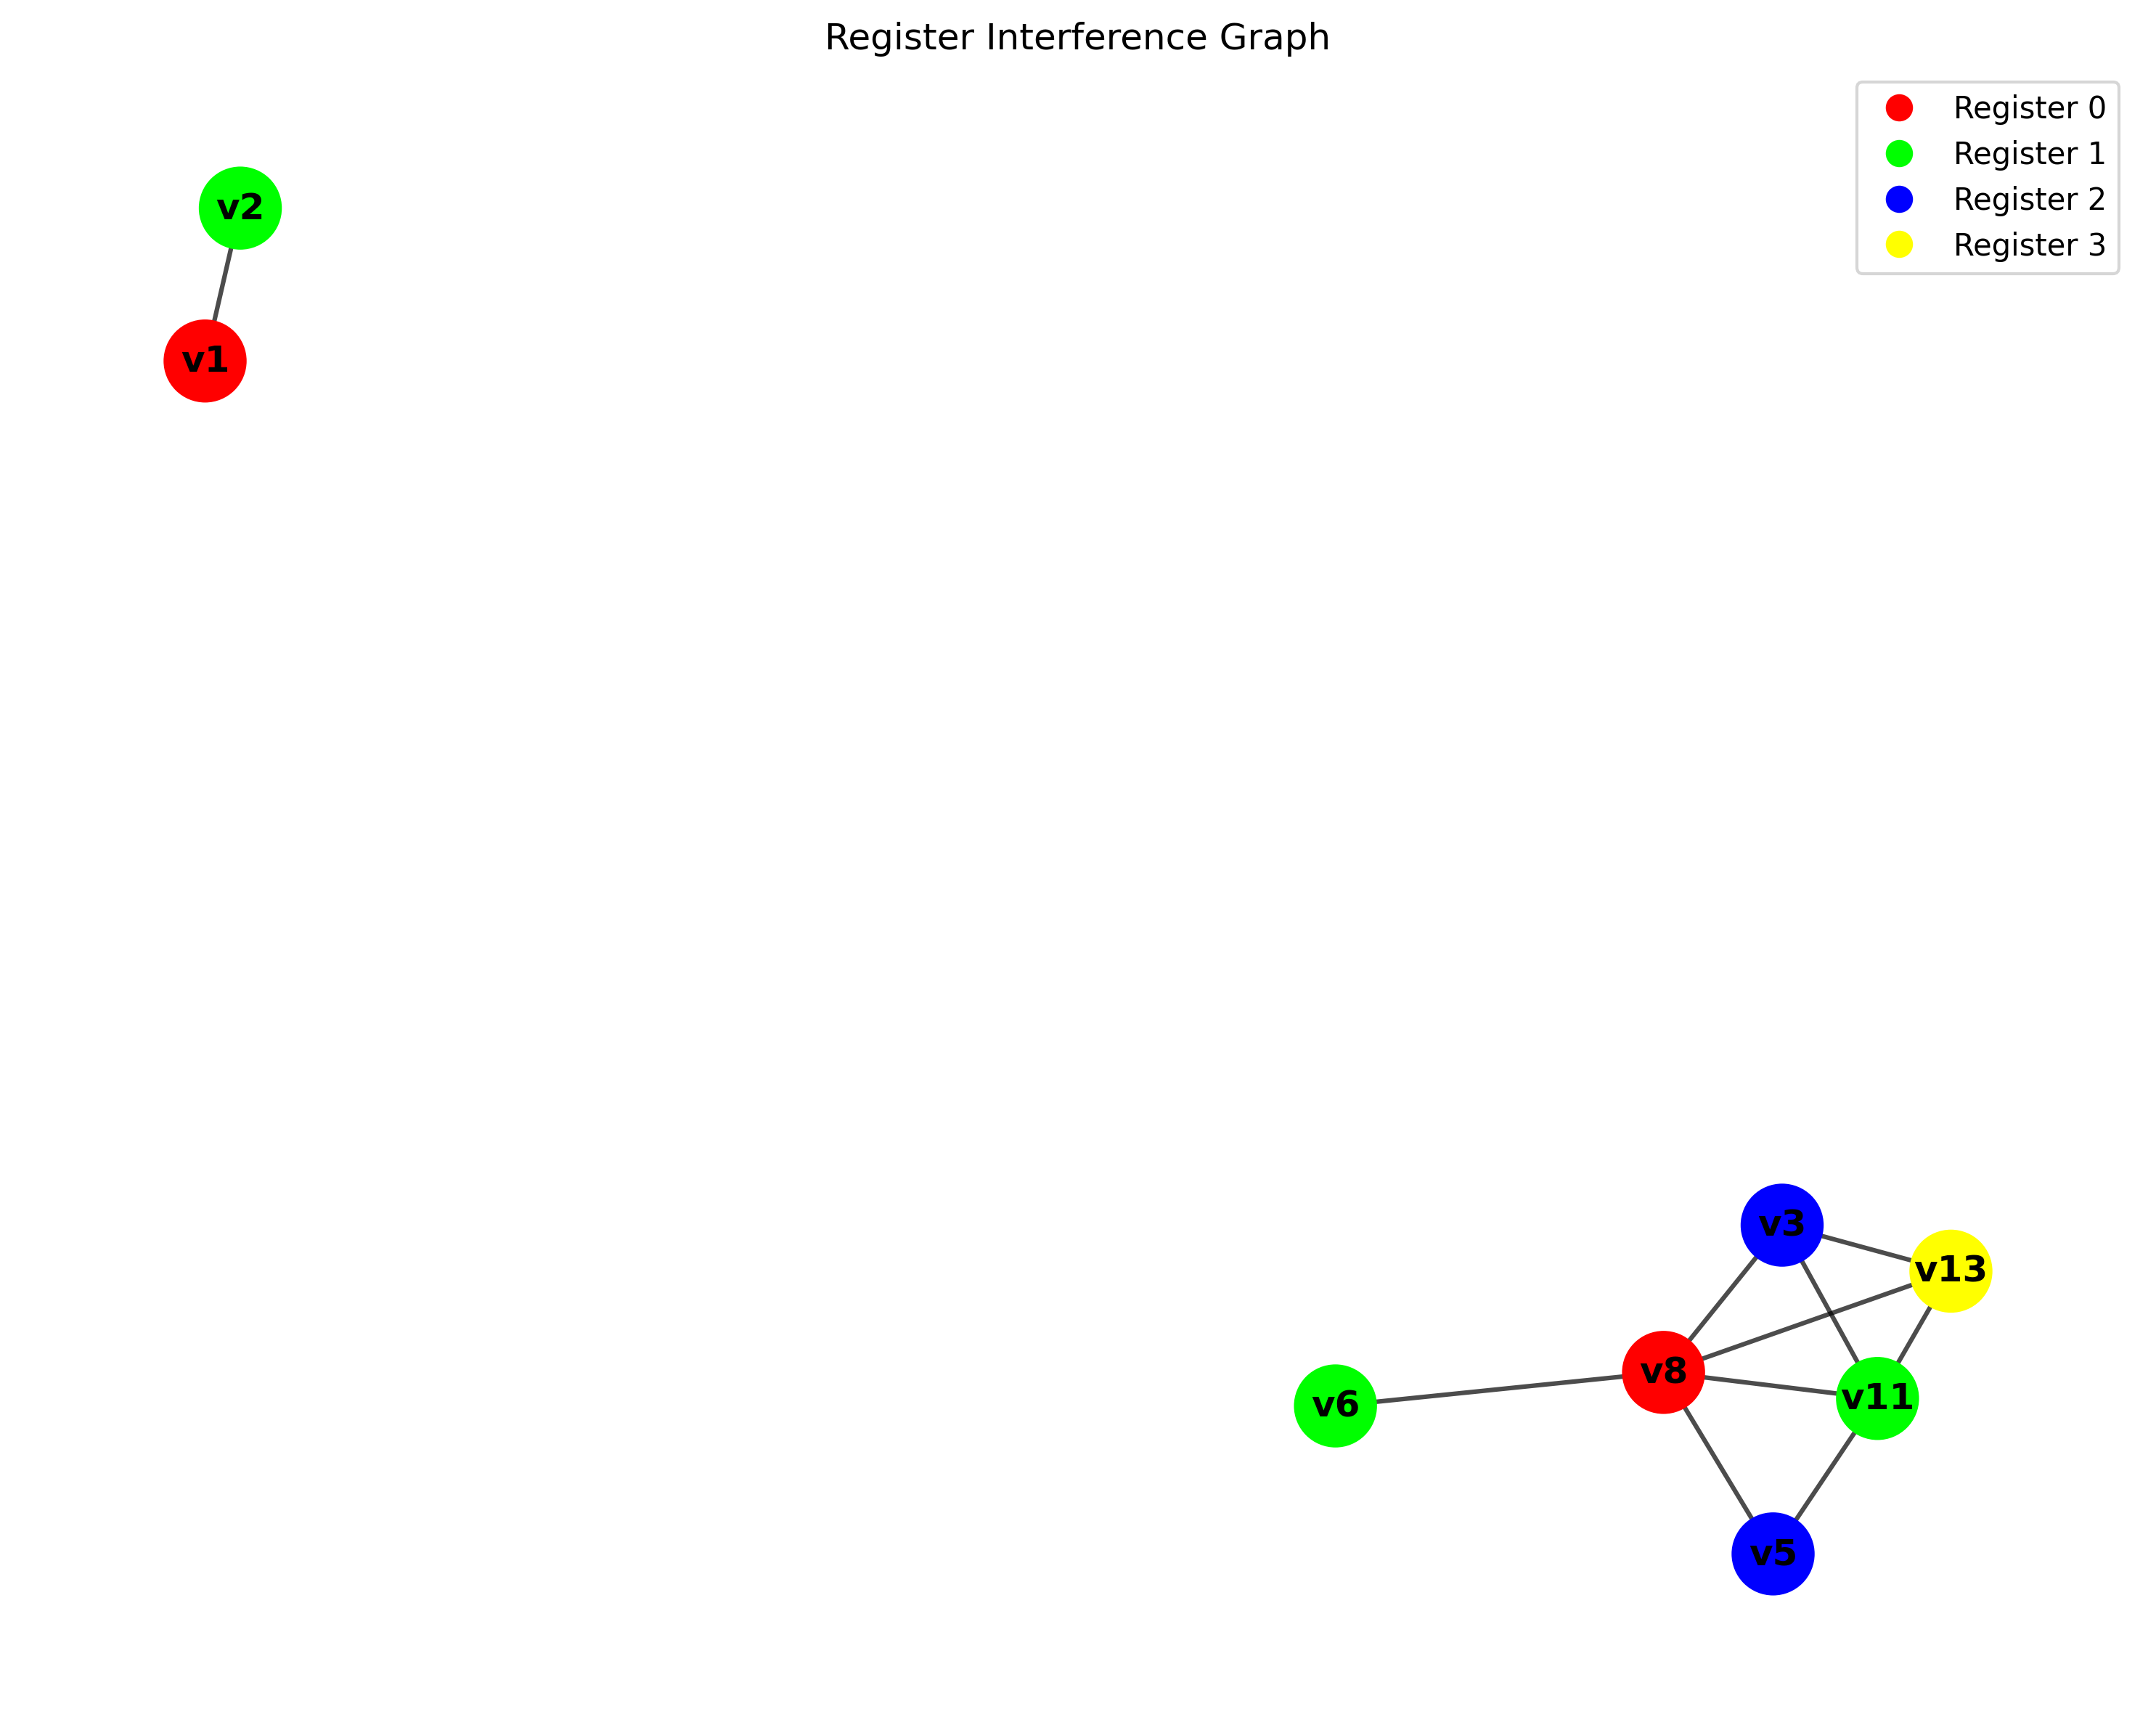 Register Interference Graph
Register 0
Register 1
Register 2
Register 3
v2
v1
v3
v13
v8
v11
v6
v5